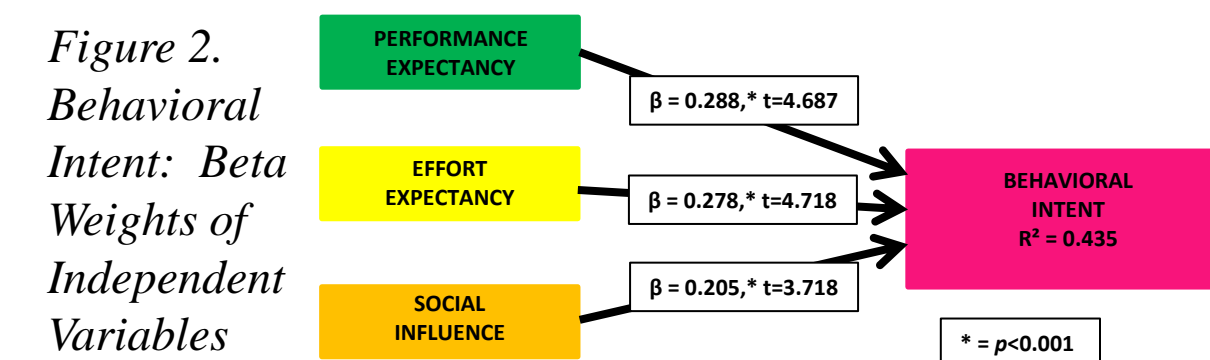 Figure 2.
Behavioral
Intent: Beta
Weights of
Independent
Variables
PERFORMANCE
EXPECTANCY
β = 0.288,* t=4.687
EFFORT
EXPECTANCY
β = 0.278,* t=4.718
SOCIAL
INFLUENCE
β = 0.205,* t=3.718
BEHAVIORAL
INTENT
R² = 0.435
* = p<0.001